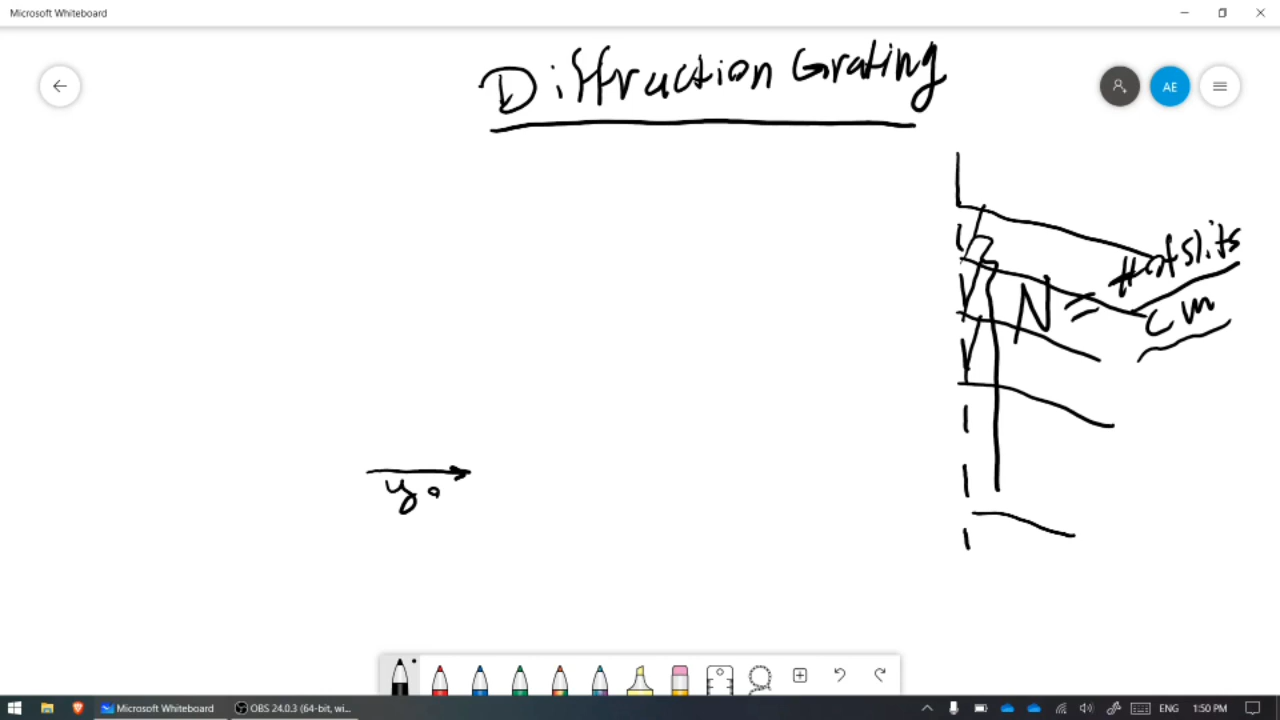 Microsoft Whiteboard
Diffraction Grating
AE
N = # of slits
cm
y₀
Microsoft Whiteboard
OBS 24.0.3 (64-bit, wi...
ENG
1:50 PM